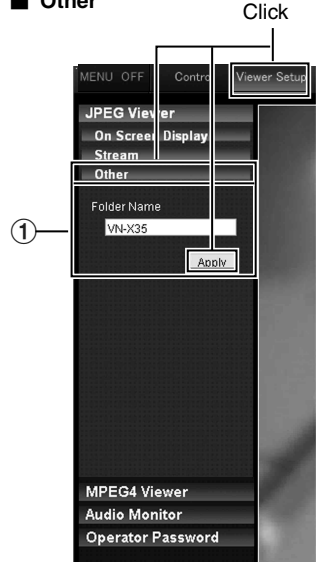 ■ Other
Click
MENU OFF Control Viewer Setup
JPEG Viewer
On Screen Display
Stream
Other
①
Folder Name
VN-X35
Apply
MPEG4 Viewer
Audio Monitor
Operator Password